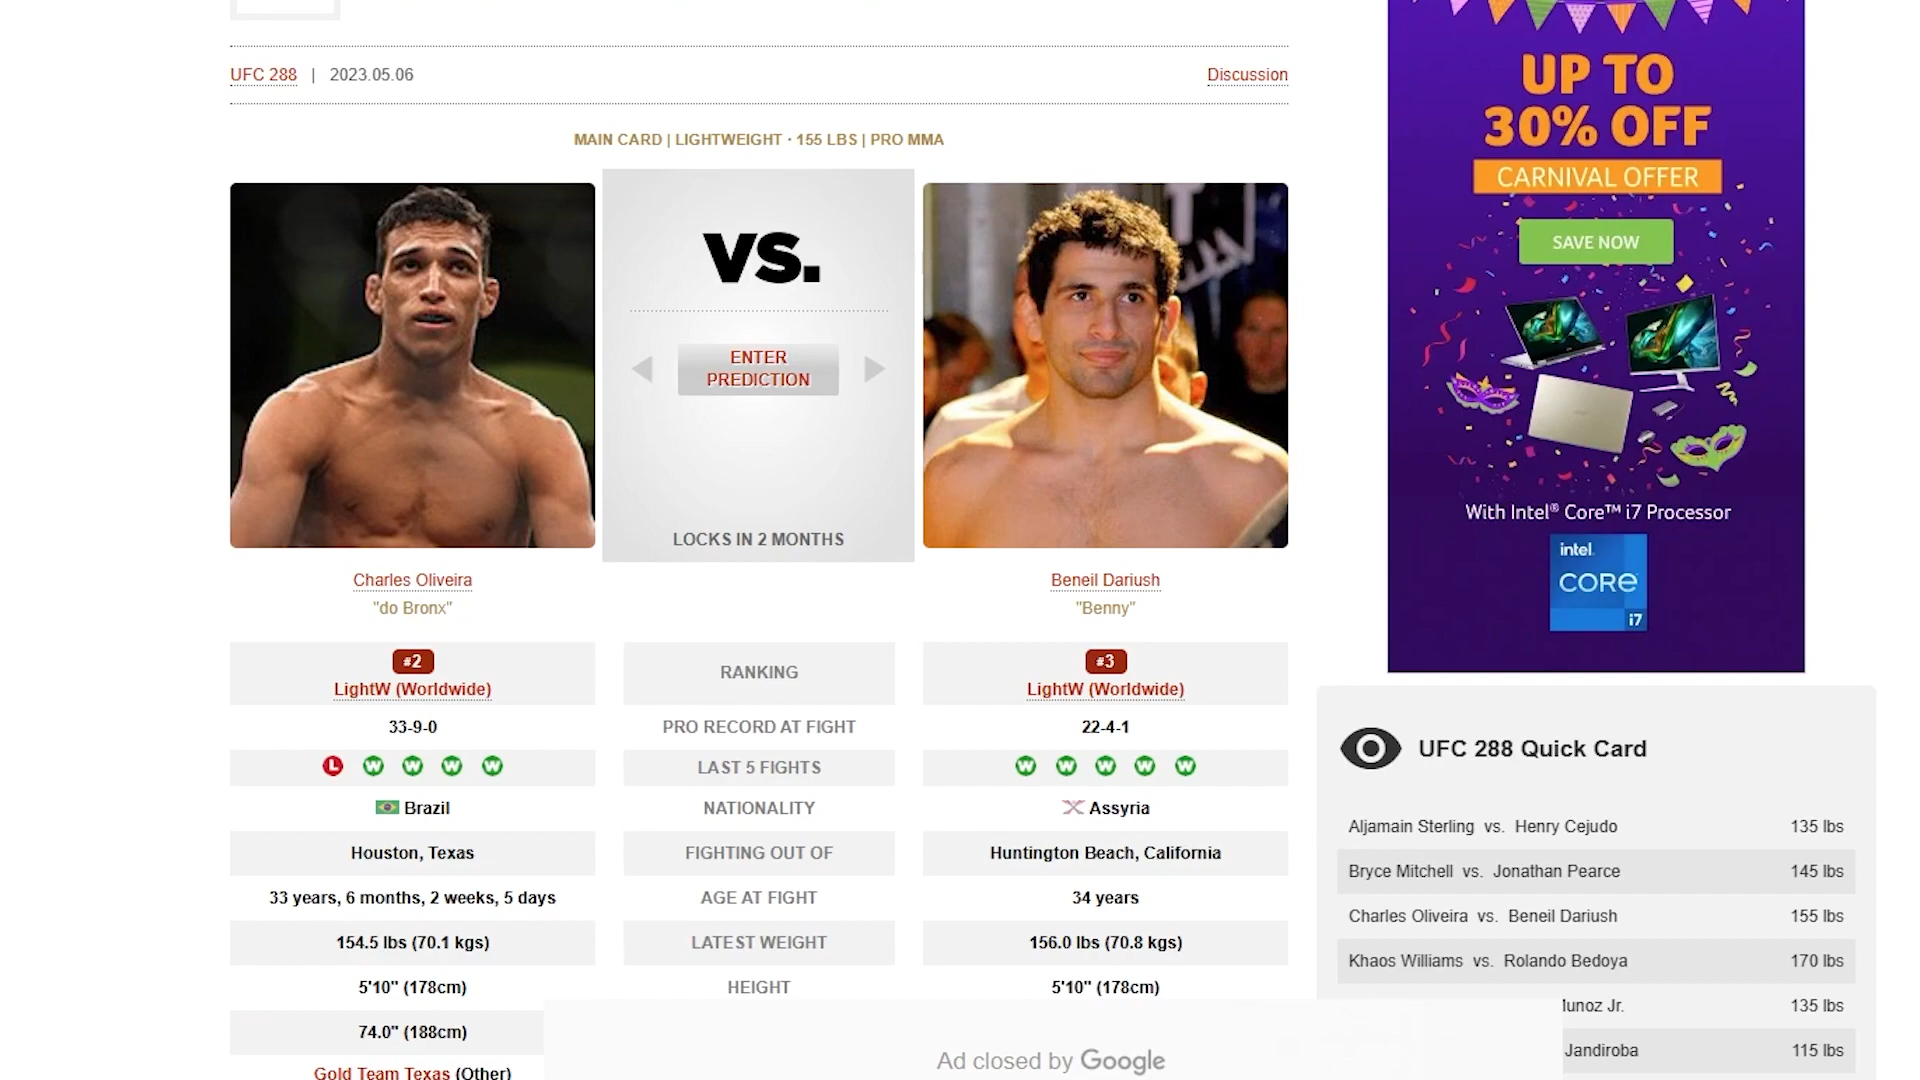 UFC 288 | 2023.05.06
Discussion
MAIN CARD | LIGHTWEIGHT · 155 LBS | PRO MMA
VS.
ENTER
PREDICTION
LOCKS IN 2 MONTHS
Charles Oliveira
"do Bronx"
Beneil Dariush
"Benny"
#2
LightW (Worldwide)
RANKING
#3
LightW (Worldwide)
33-9-0
PRO RECORD AT FIGHT
22-4-1
L W W W W
LAST 5 FIGHTS
W W W W W
Brazil
NATIONALITY
Assyria
Houston, Texas
FIGHTING OUT OF
Huntington Beach, California
33 years, 6 months, 2 weeks, 5 days
AGE AT FIGHT
34 years
154.5 lbs (70.1 kgs)
LATEST WEIGHT
156.0 lbs (70.8 kgs)
5'10" (178cm)
HEIGHT
5'10" (178cm)
74.0" (188cm)
Gold Team Texas (Other)
Ad closed by Google
UP TO
30% OFF
CARNIVAL OFFER
SAVE NOW
With Intel® Core™ i7 Processor
intel.
CORE
i7
UFC 288 Quick Card
Aljamain Sterling vs. Henry Cejudo 135 lbs
Bryce Mitchell vs. Jonathan Pearce 145 lbs
Charles Oliveira vs. Beneil Dariush 155 lbs
Khaos Williams vs. Rolando Bedoya 170 lbs
Jr. 135 lbs
Jandiroba 115 lbs